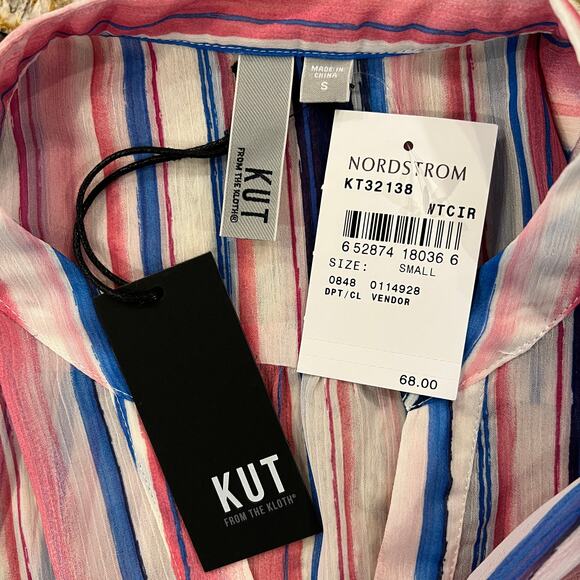 MADE IN
CHINA
S
KUT
FROM THE KLOTH®
NORDSTROM
KT32138
WTCIR
6 52874 18036 6
SIZE: SMALL
0848 0114928
DPT/CL VENDOR
68.00
KUT
FROM THE KLOTH®